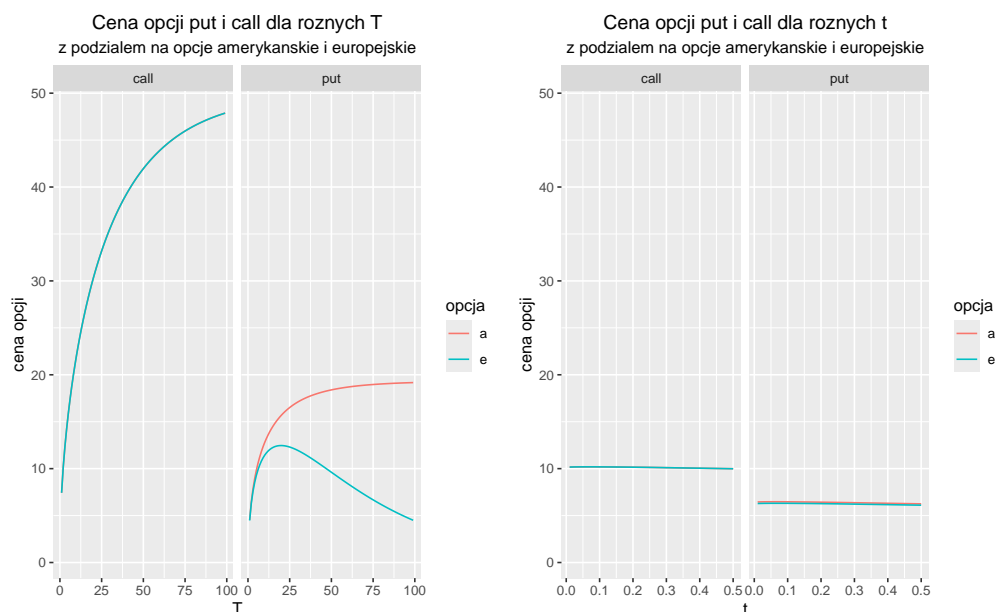 Cena opcji put i call dla roznych T
z podzialem na opcje amerykanskie i europejskie
call
put
50
40
30
20
10
0
cena opcji
0 25 50 75 100
0 25 50 75 100
T
opcja
a
e
Cena opcji put i call dla roznych t
z podzialem na opcje amerykanskie i europejskie
call
put
50
40
30
20
10
0
cena opcji
0.0 0.1 0.2 0.3 0.4 0.5
0.0 0.1 0.2 0.3 0.4 0.5
t
opcja
a
e